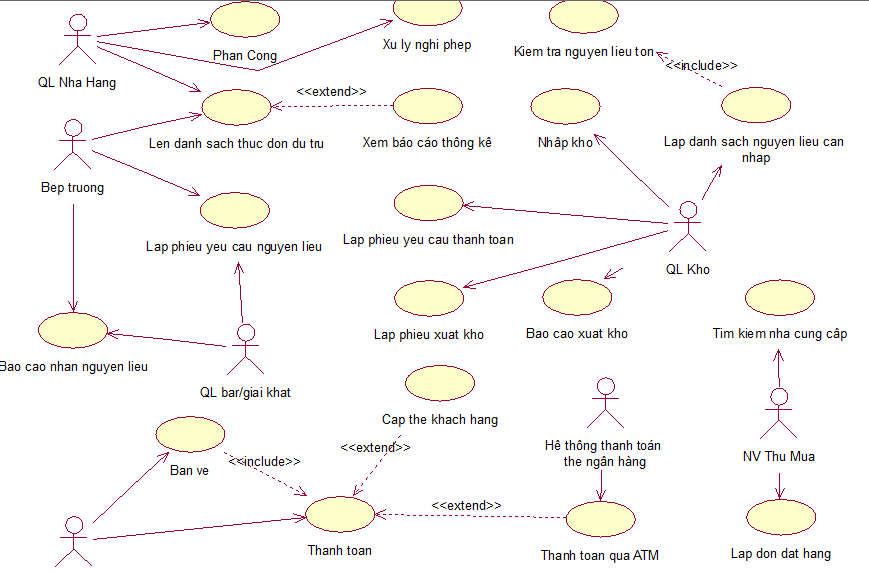 Phan Cong
Xu ly nghi phep
Kiem tra nguyen lieu ton
QL Nha Hang
<<include>>
<<extend>>
Len danh sach thuc don du tru
Xem báo cáo thông kê
Nhâp kho
Lap danh sach nguyen lieu can
nhap
Bep truong
Lap phieu yeu cau nguyen lieu
Lap phieu yeu cau thanh toan
QL Kho
Lap phieu xuat kho
Bao cao xuat kho
Tim kiem nha cung câp
Bao cao nhan nguyen lieu
QL bar/giai khat
Cap the khach hang
<<extend>>
Hê thông thanh toán
the ngân hàng
NV Thu Mua
Ban ve
<<include>>
<<extend>>
Thanh toan
Thanh toan qua ATM
Lap don dat hang